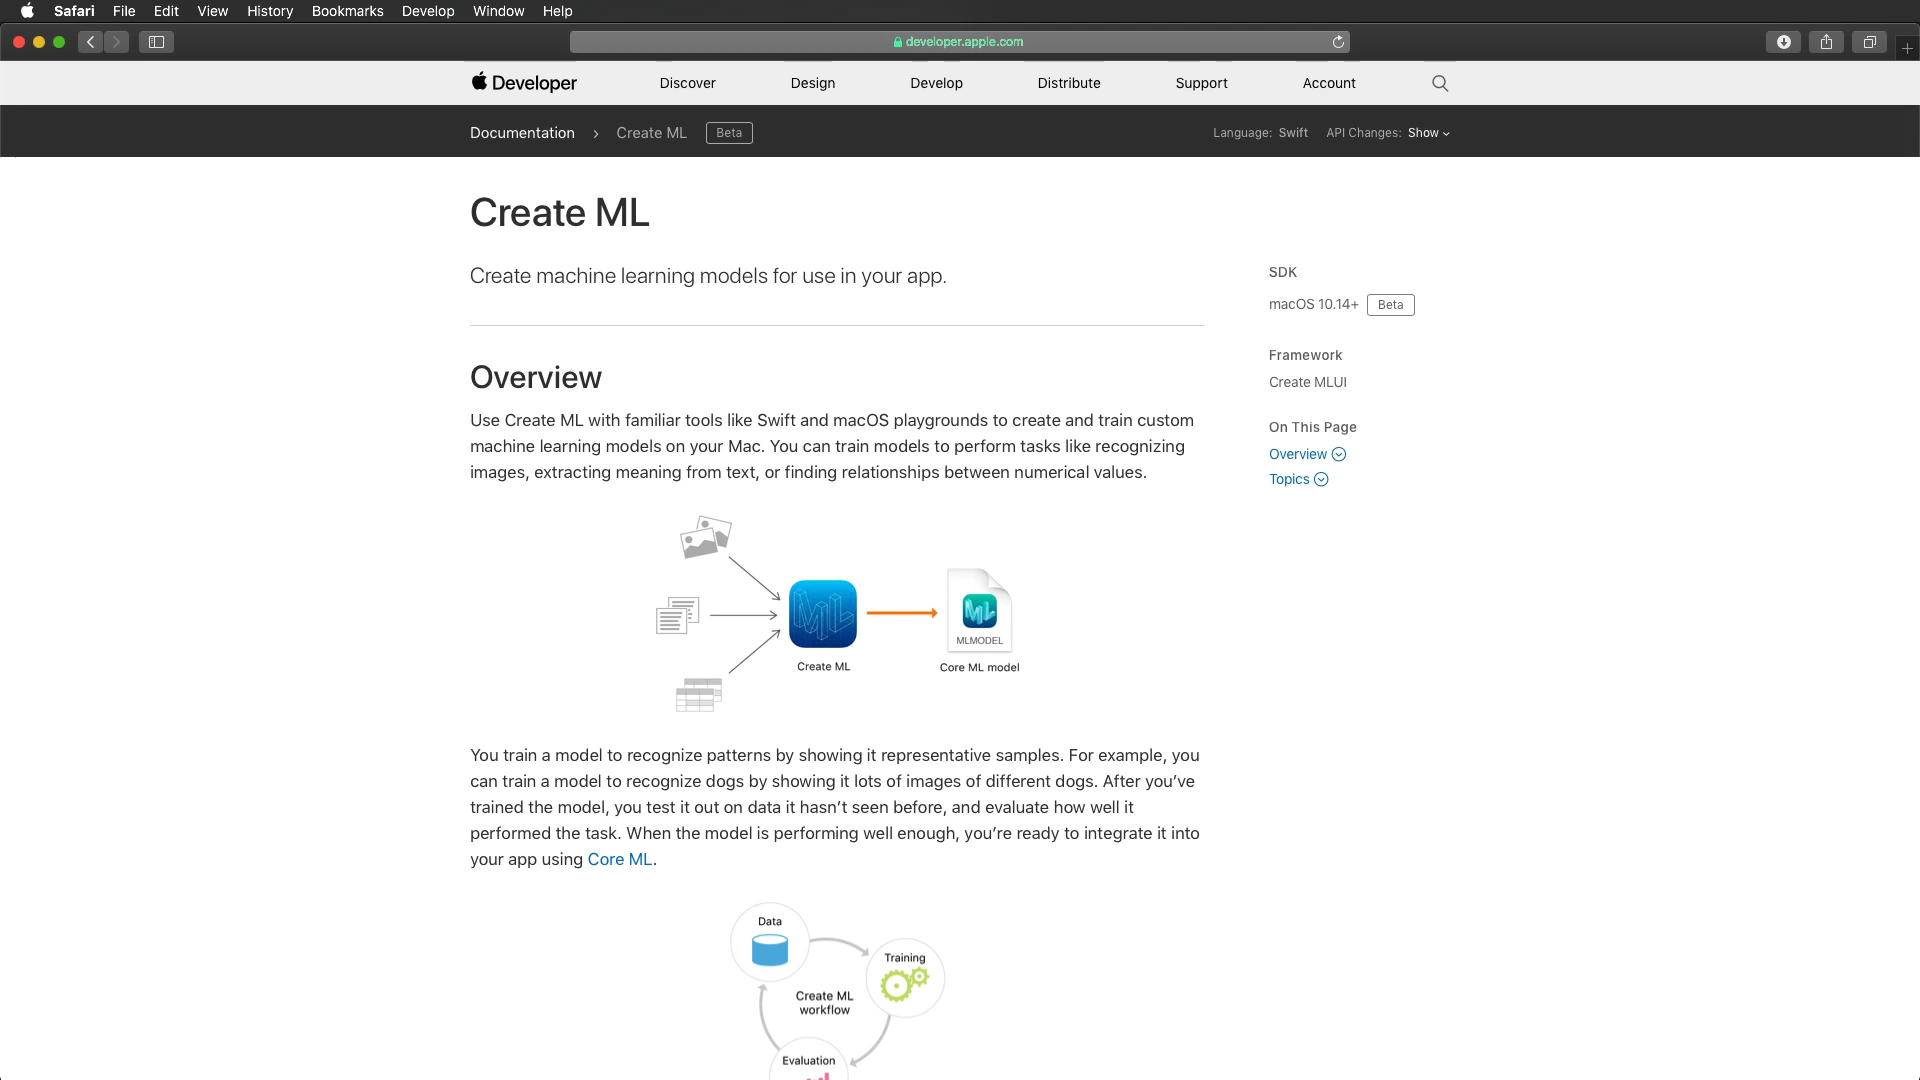 Safari File Edit View History Bookmarks Develop Window Help
developer.apple.com
Developer Discover Design Develop Distribute Support Account
Documentation › Create ML Beta Language: Swift API Changes: Show
Create ML
Create machine learning models for use in your app.
SDK
macOS 10.14+ Beta
Framework
Create MLUI
On This Page
Overview
Topics
Overview
Use Create ML with familiar tools like Swift and macOS playgrounds to create and train custom
machine learning models on your Mac. You can train models to perform tasks like recognizing
images, extracting meaning from text, or finding relationships between numerical values.
ML
ML
MLMODEL
Create ML
Core ML model
You train a model to recognize patterns by showing it representative samples. For example, you
can train a model to recognize dogs by showing it lots of images of different dogs. After you’ve
trained the model, you test it out on data it hasn’t seen before, and evaluate how well it
performed the task. When the model is performing well enough, you’re ready to integrate it into
your app using Core ML.
Data
Training
Create ML
workflow
Evaluation